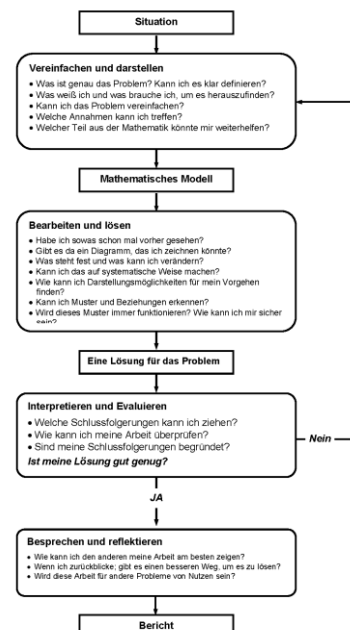 Situation
Vereinfachen und darstellen
• Was ist genau das Problem? Kann ich es klar definieren?
• Was weiß ich und was brauche ich, um es herauszufinden?
• Kann ich das Problem vereinfachen?
• Welche Annahmen kann ich treffen?
• Welcher Teil aus der Mathematik könnte mir weiterhelfen?
Mathematisches Modell
Bearbeiten und lösen
• Habe ich sowas schon mal vorher gesehen?
• Gibt es da ein Diagramm, das ich zeichnen könnte?
• Was steht fest und was kann ich verändern?
• Kann ich das auf systematische Weise machen?
• Wie kann ich Darstellungsmöglichkeiten für mein Vorgehen
finden?
• Kann ich Muster und Beziehungen erkennen?
• Wird dieses Muster immer funktionieren? Wie kann ich mir sicher
sein?
Eine Lösung für das Problem
Interpretieren und Evaluieren
• Welche Schlussfolgerungen kann ich ziehen?
• Wie kann ich meine Arbeit überprüfen?
• Sind meine Schlussfolgerungen begründet?
Ist meine Lösung gut genug?
Nein
JA
Besprechen und reflektieren
• Wie kann ich den anderen meine Arbeit am besten zeigen?
• Wenn ich zurückblicke; gibt es einen besseren Weg, um es zu lösen?
• Wird diese Arbeit für andere Probleme von Nutzen sein?
Bericht